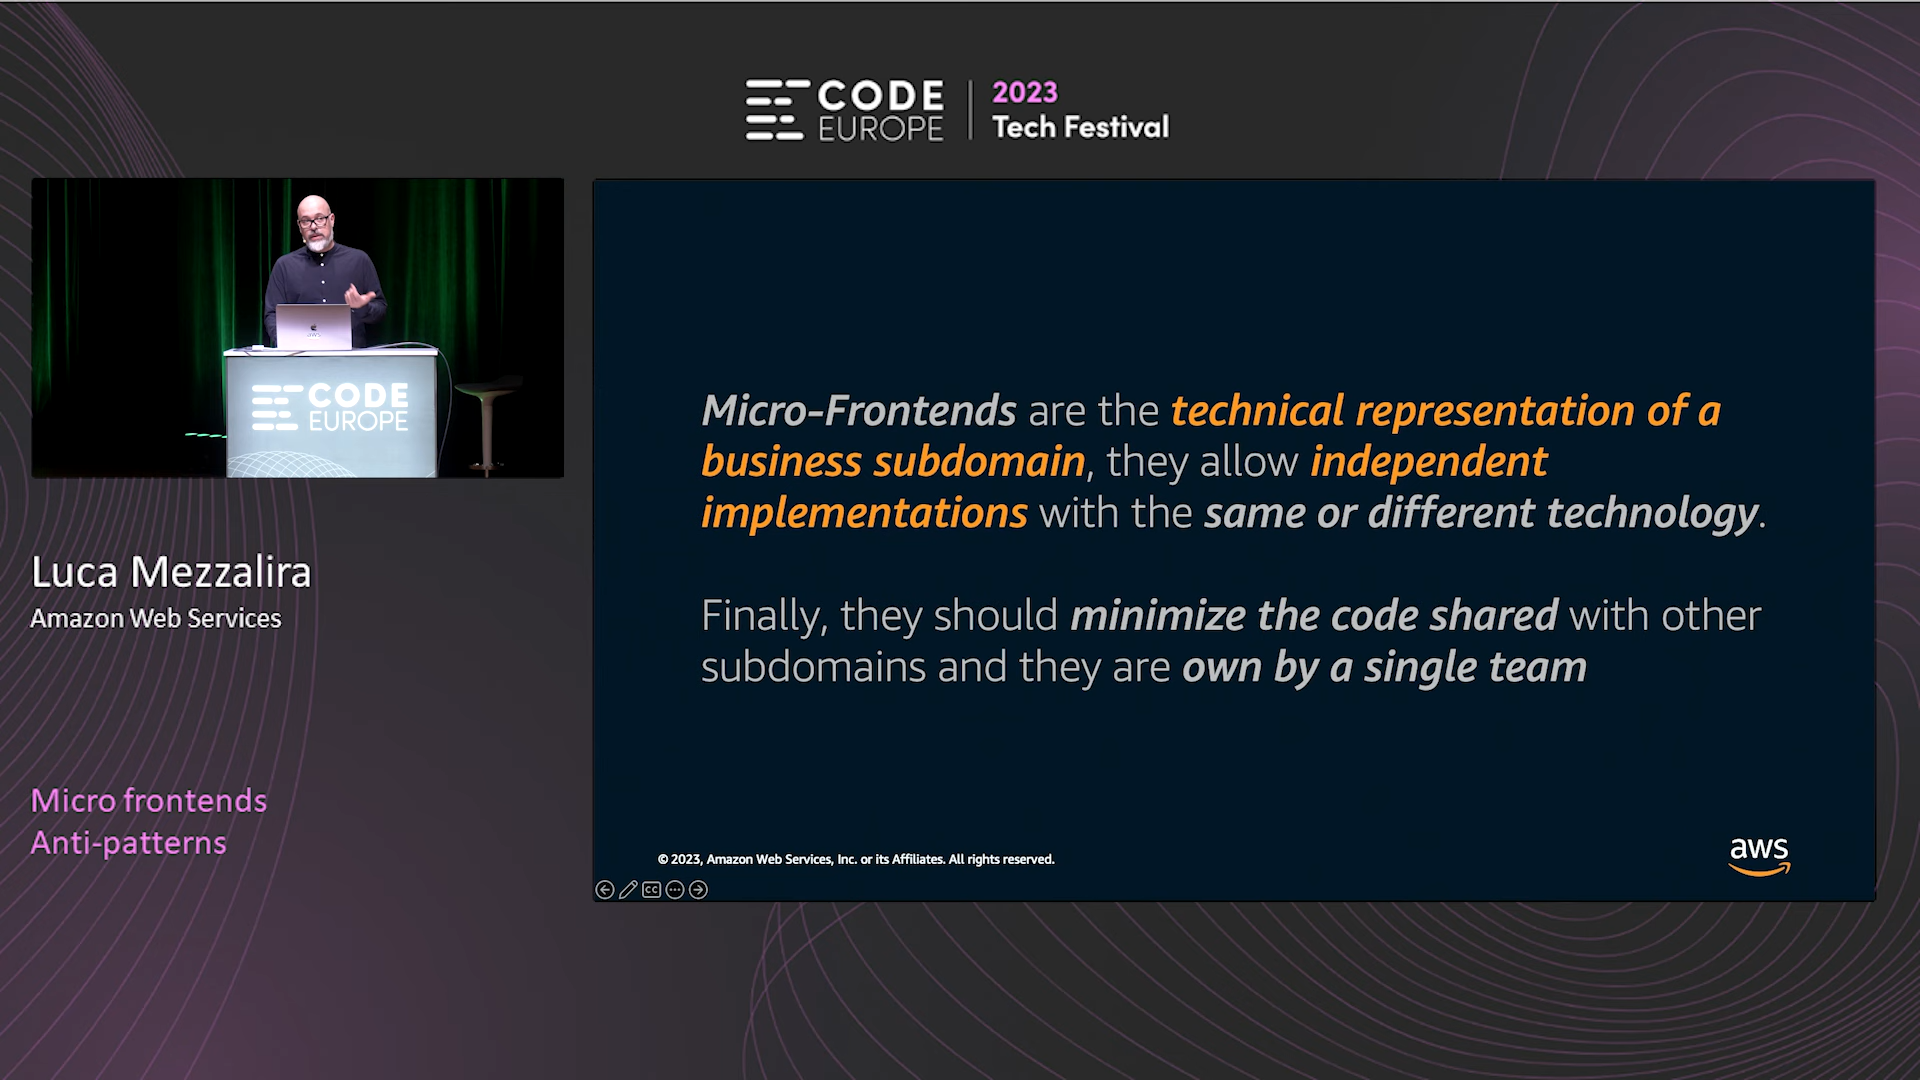 CODE
EUROPE
2023
Tech Festival
CODE
EUROPE
Luca Mezzalira
Amazon Web Services
Micro frontends
Anti-patterns
Micro-Frontends are the technical representation of a
business subdomain, they allow independent
implementations with the same or different technology.
Finally, they should minimize the code shared with other
subdomains and they are own by a single team
© 2023, Amazon Web Services, Inc. or its Affiliates. All rights reserved.
aws
CC